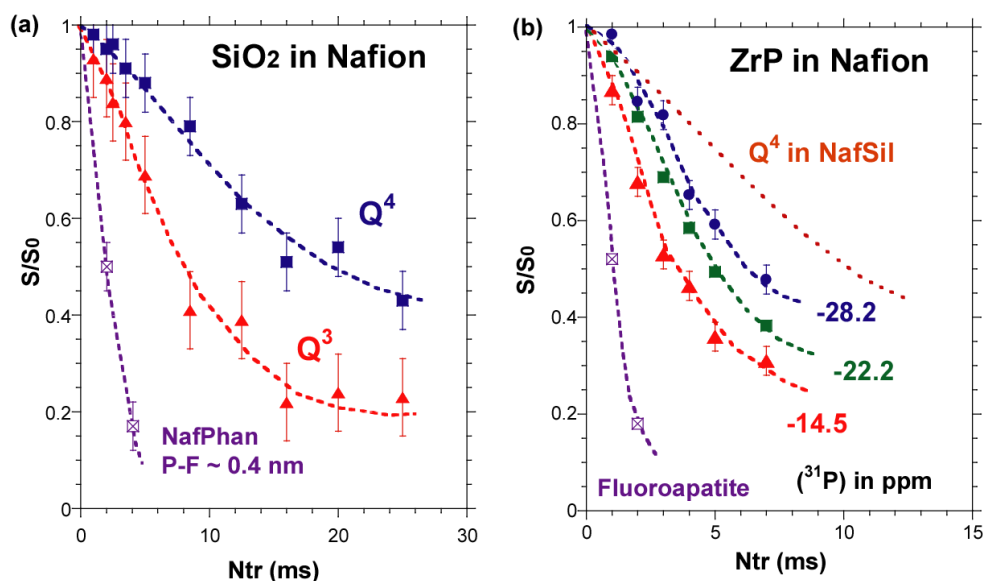 (a)
SiO2 in Nafion
1
0.8
0.6
0.4
0.2
0
S/S0
Q4
Q3
NafPhan
P-F ~ 0.4 nm
0
10
20
30
Ntr (ms)
(b)
ZrP in Nafion
1
0.8
0.6
0.4
0.2
0
S/S0
Q4 in NafSil
-28.2
-22.2
-14.5
Fluoroapatite
(31P) in ppm
0
5
10
15
Ntr (ms)